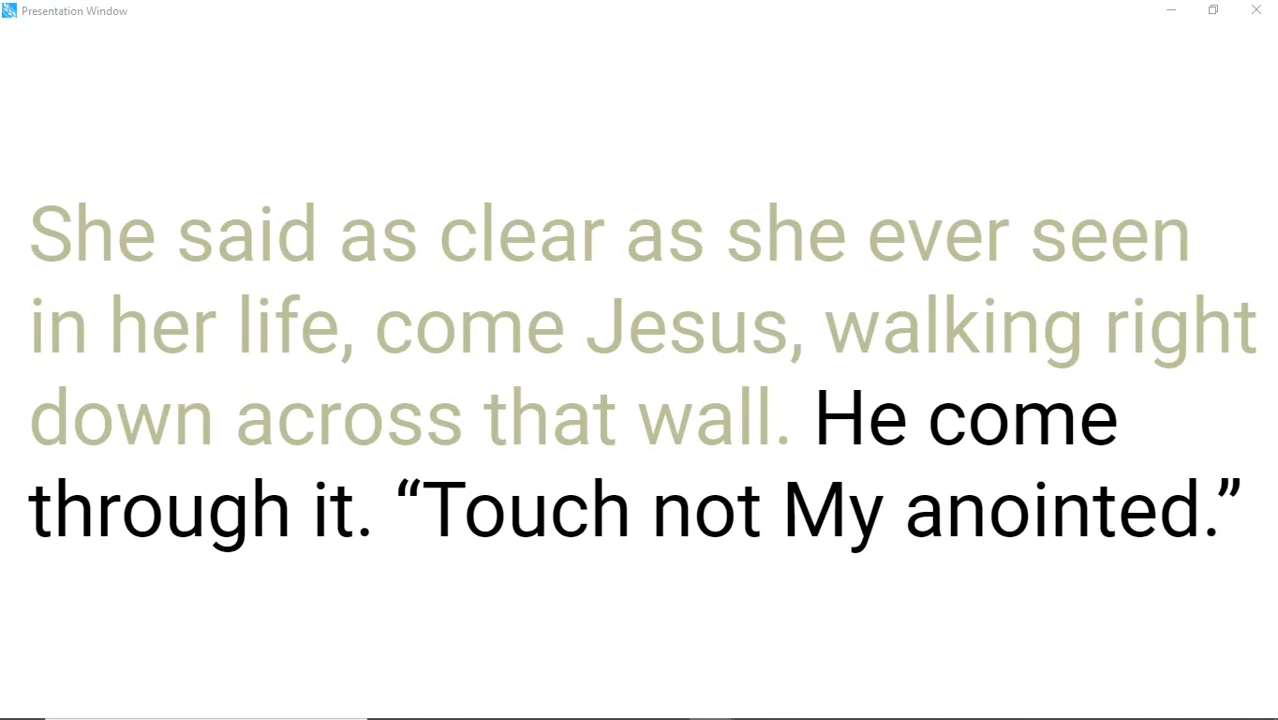 Presentation Window
She said as clear as she ever seen
in her life, come Jesus, walking right
down across that wall. He come
through it. “Touch not My anointed.”